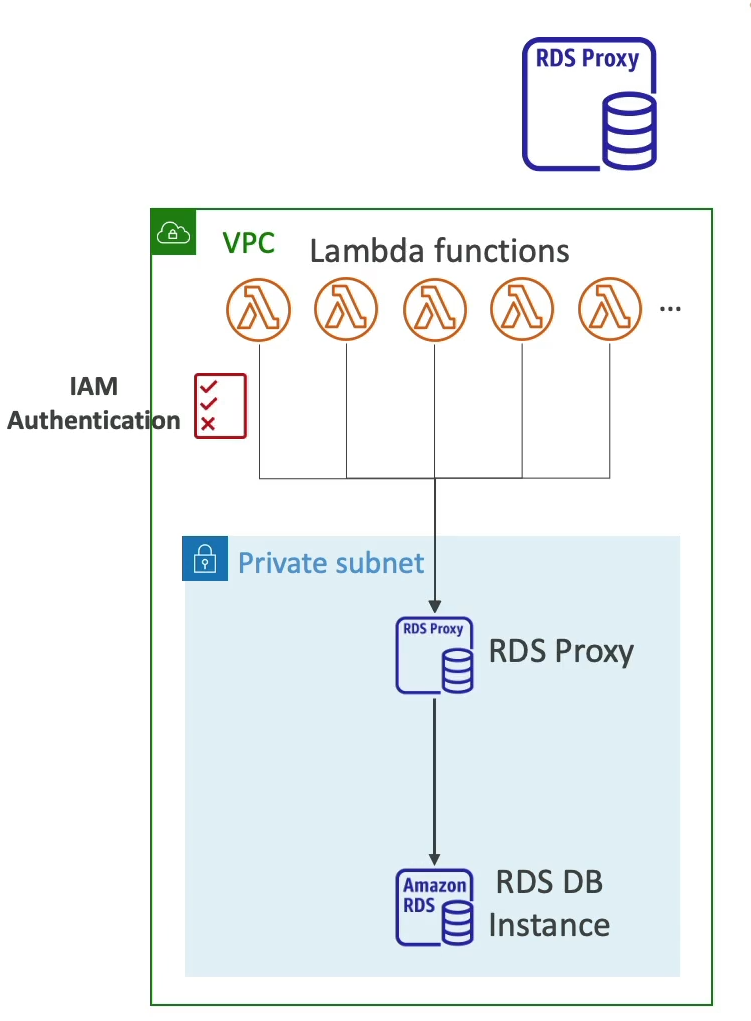 RDS Proxy
VPC
Lambda functions
...
IAM
Authentication
Private subnet
RDS Proxy
RDS Proxy
Amazon
RDS
RDS DB
Instance